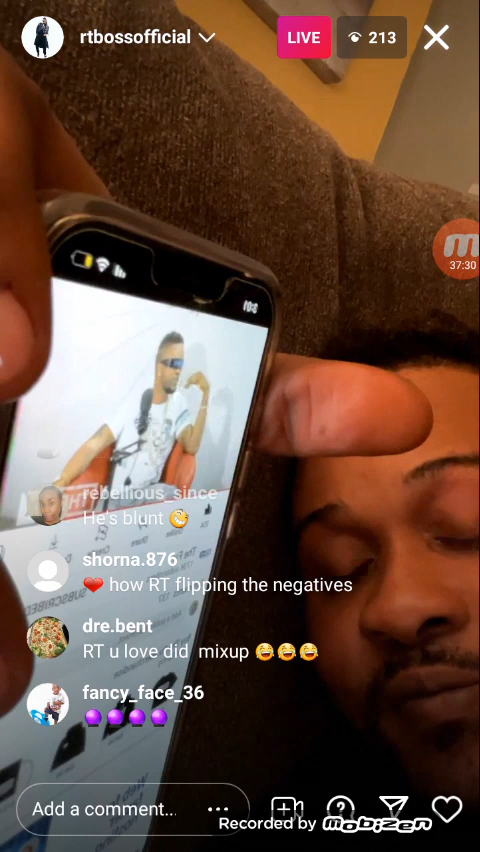 rtbossofficial
LIVE
213
37:30
rebellious_since
He's blunt 🤣
shorna.876
❤️ how RT flipping the negatives
dre.bent
RT u love did mixup 😂😂😂
fancy_face_36
🔮🔮🔮🔮
Add a comment...
Recorded by mobizen